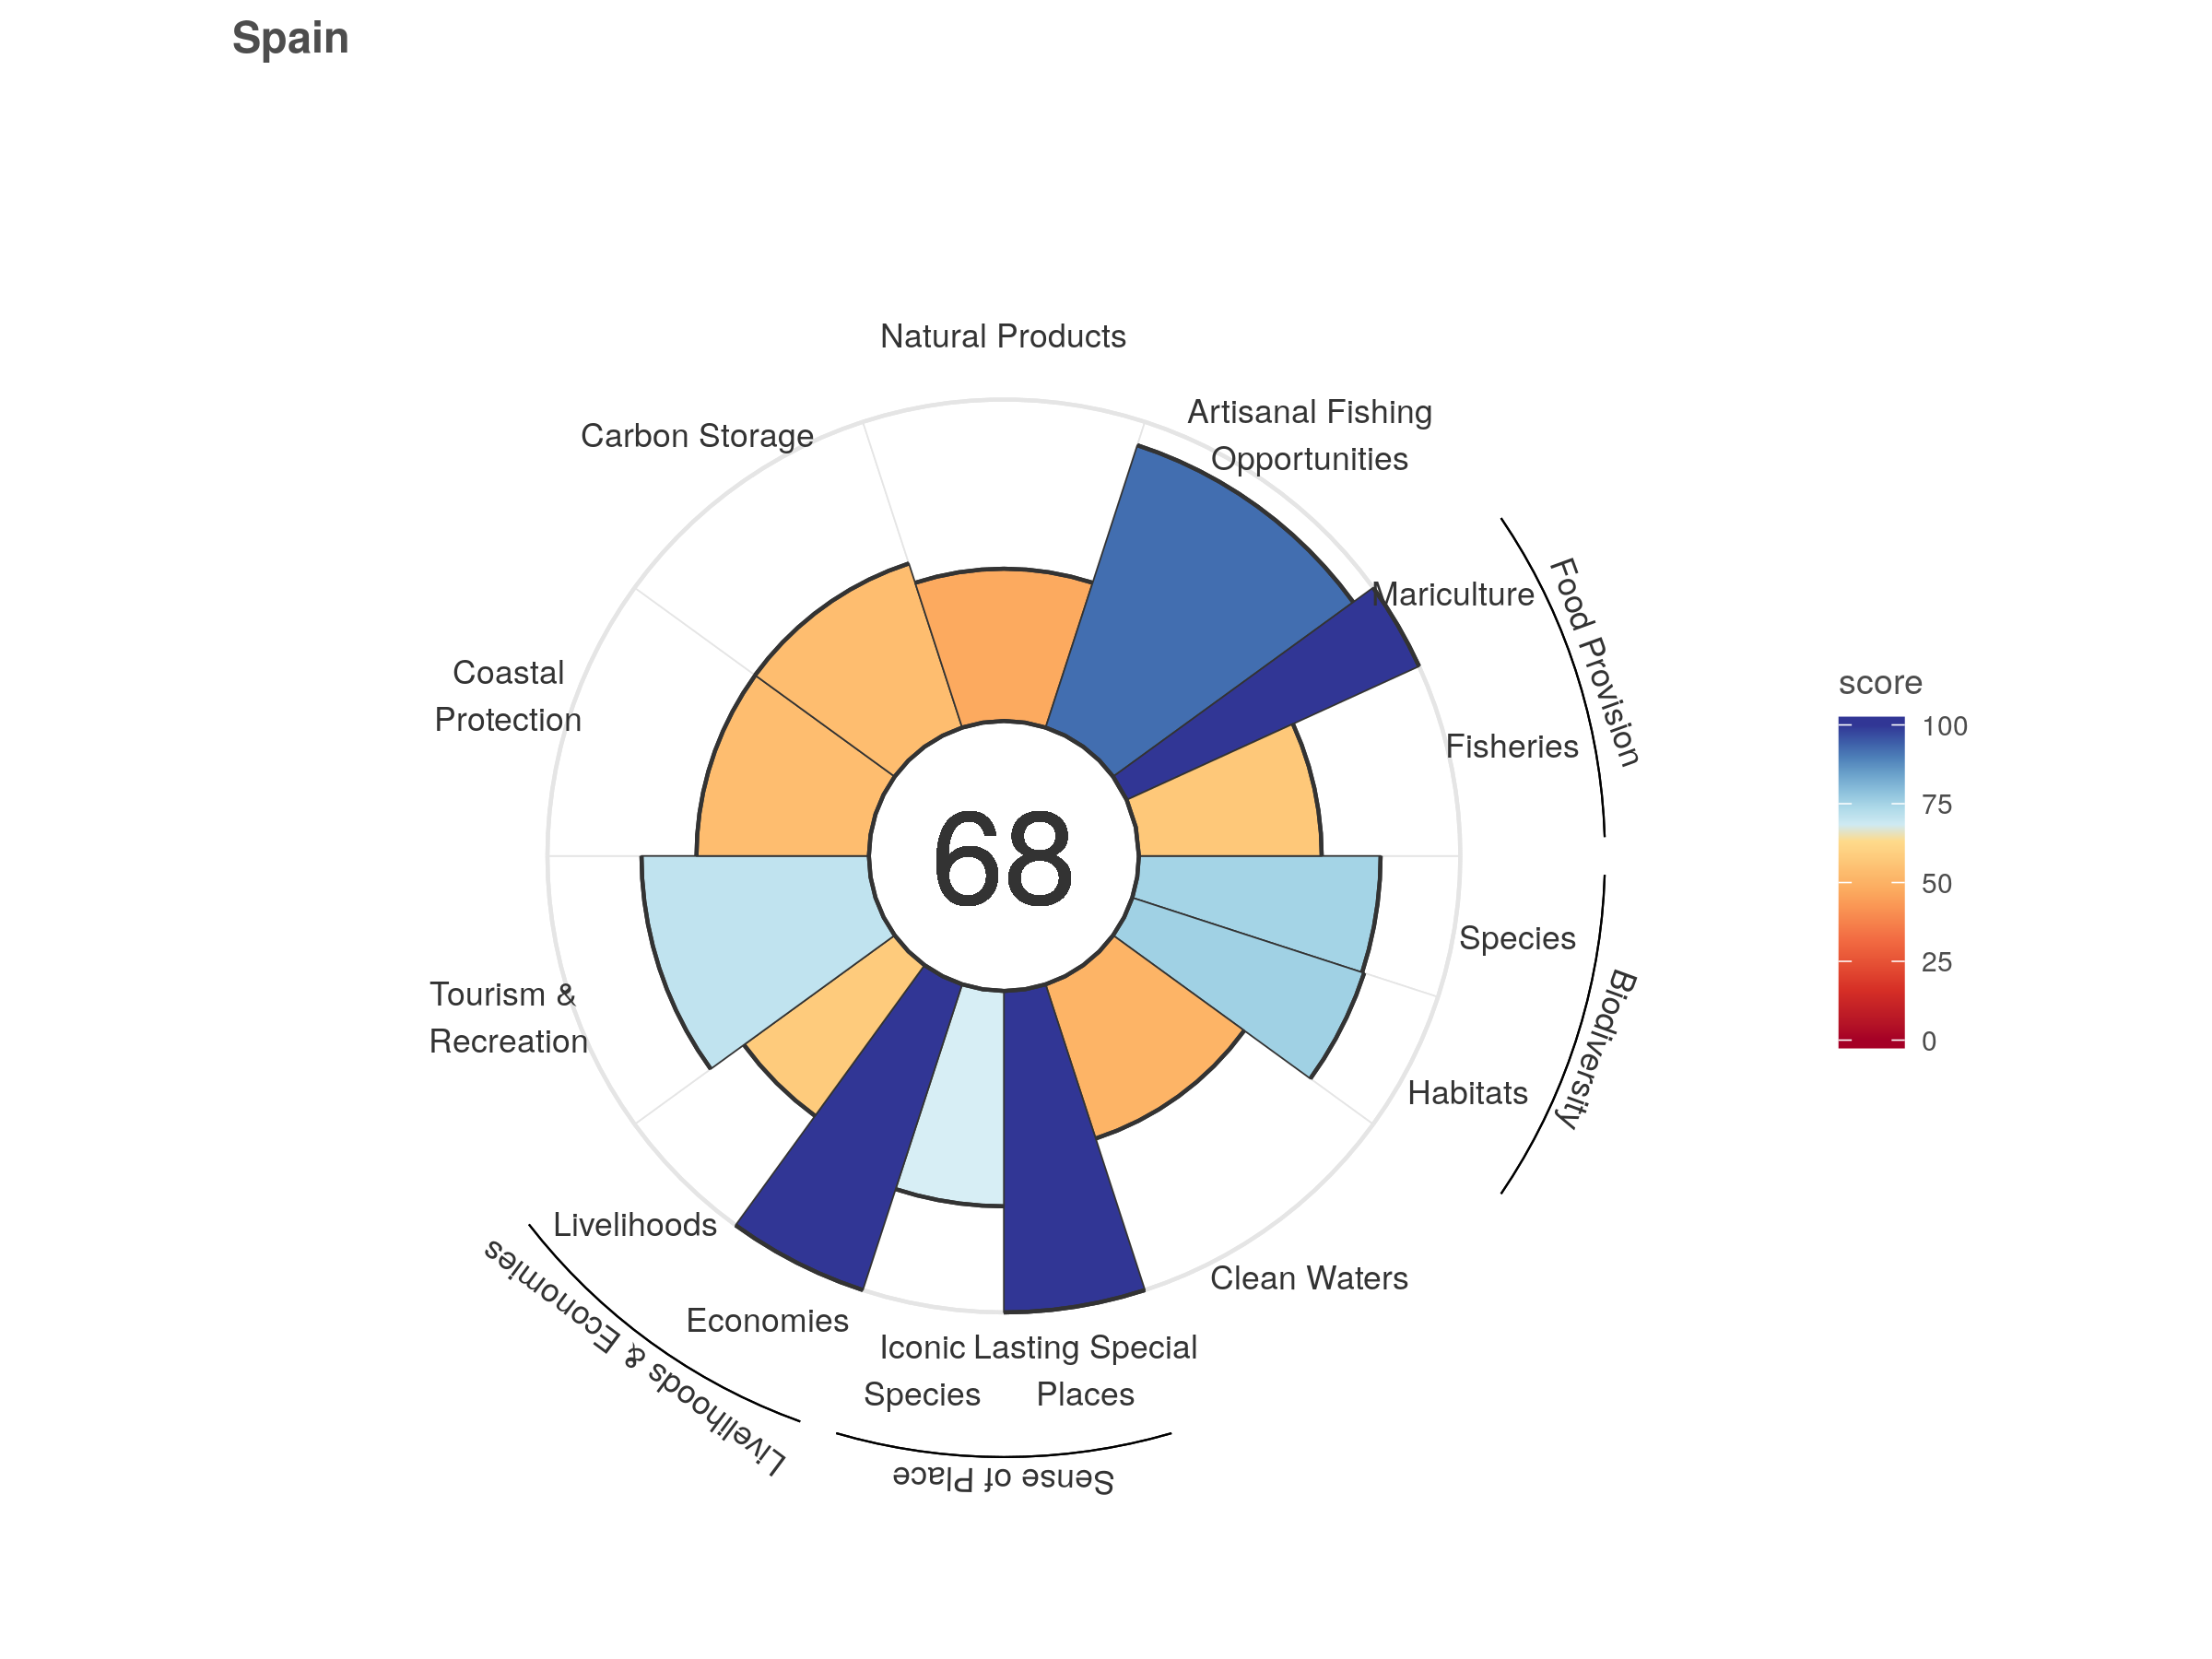 Spain
Natural Products
Artisanal Fishing
Opportunities
Carbon Storage
Mariculture
Food Provision
Coastal
Protection
Fisheries
score
100
75
50
25
0
68
Species
Biodiversity
Tourism &
Recreation
Habitats
Livelihoods
Clean Waters
Economies
Livelihoods & Economies
Iconic
Species
Lasting Special
Places
Sense of Place